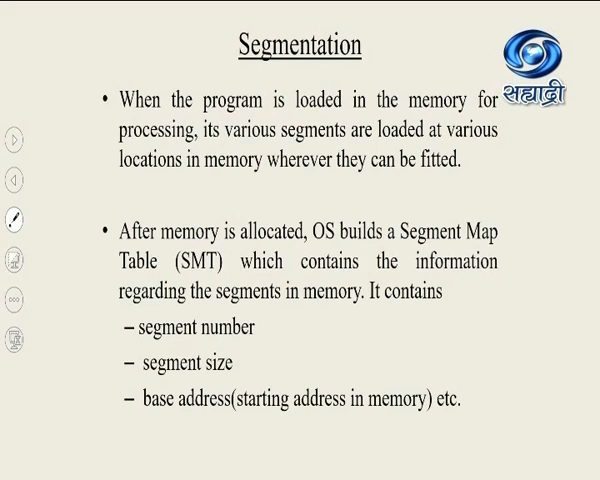 Segmentation
सह्याद्री
• When the program is loaded in the memory for
processing, its various segments are loaded at various
locations in memory wherever they can be fitted.
• After memory is allocated, OS builds a Segment Map
Table (SMT) which contains the information
regarding the segments in memory. It contains
– segment number
– segment size
– base address(starting address in memory) etc.